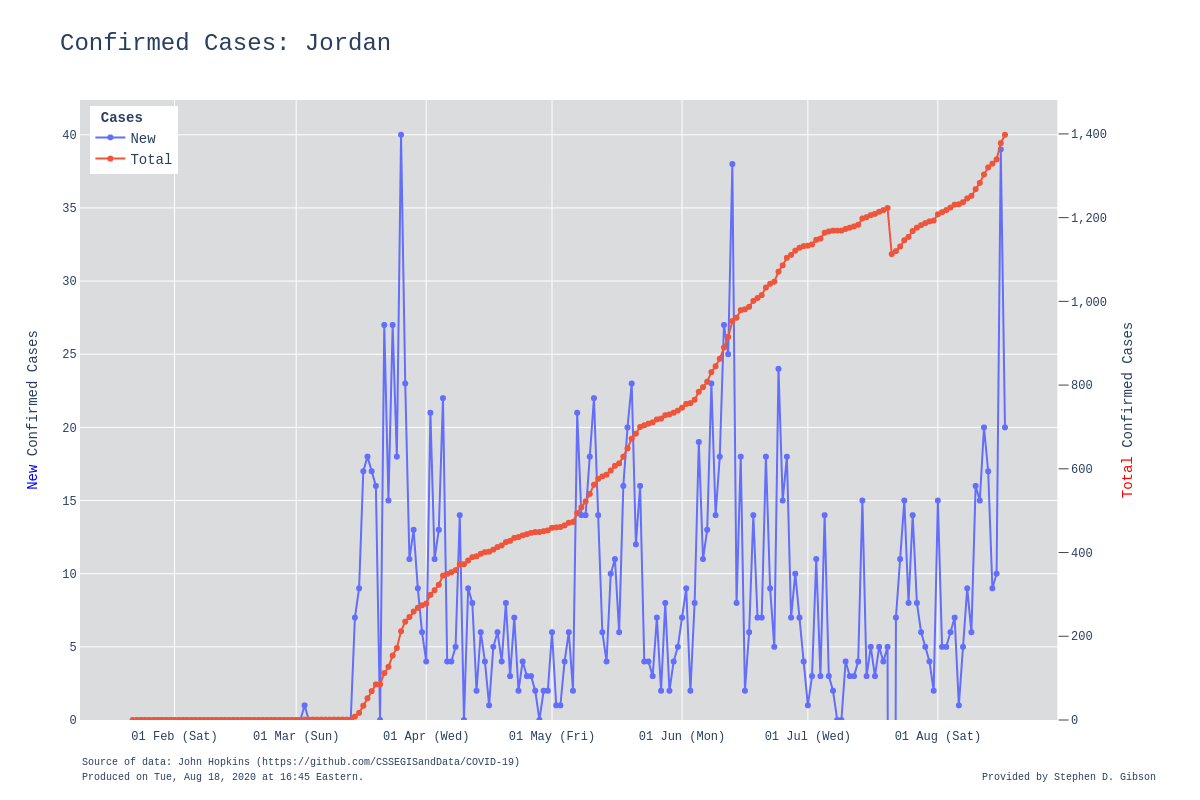 Confirmed Cases: Jordan
Cases
New
Total
40
35
30
25
20
15
10
5
0
1,400
1,200
1,000
800
600
400
200
0
New Confirmed Cases
Total Confirmed Cases
01 Feb (Sat) 01 Mar (Sun) 01 Apr (Wed) 01 May (Fri) 01 Jun (Mon) 01 Jul (Wed) 01 Aug (Sat)
Source of data: John Hopkins (https://github.com/CSSEGISandData/COVID-19)
Produced on Tue, Aug 18, 2020 at 16:45 Eastern.
Provided by Stephen D. Gibson